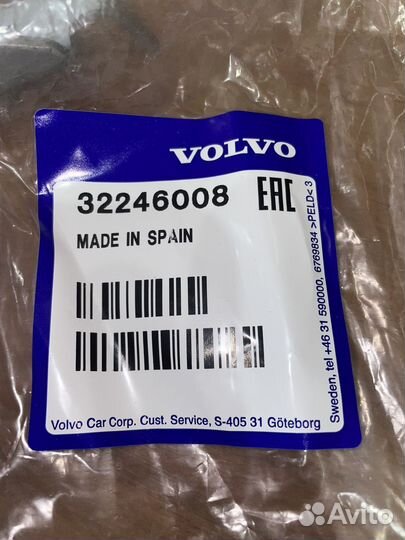 VOLVO
32246008 EAC
MADE IN SPAIN
Volvo Car Corp. Cust. Service, S-405 31 Göteborg
Sweden, tel +46 31 590000, 6769834 >PELD< 3
Avito